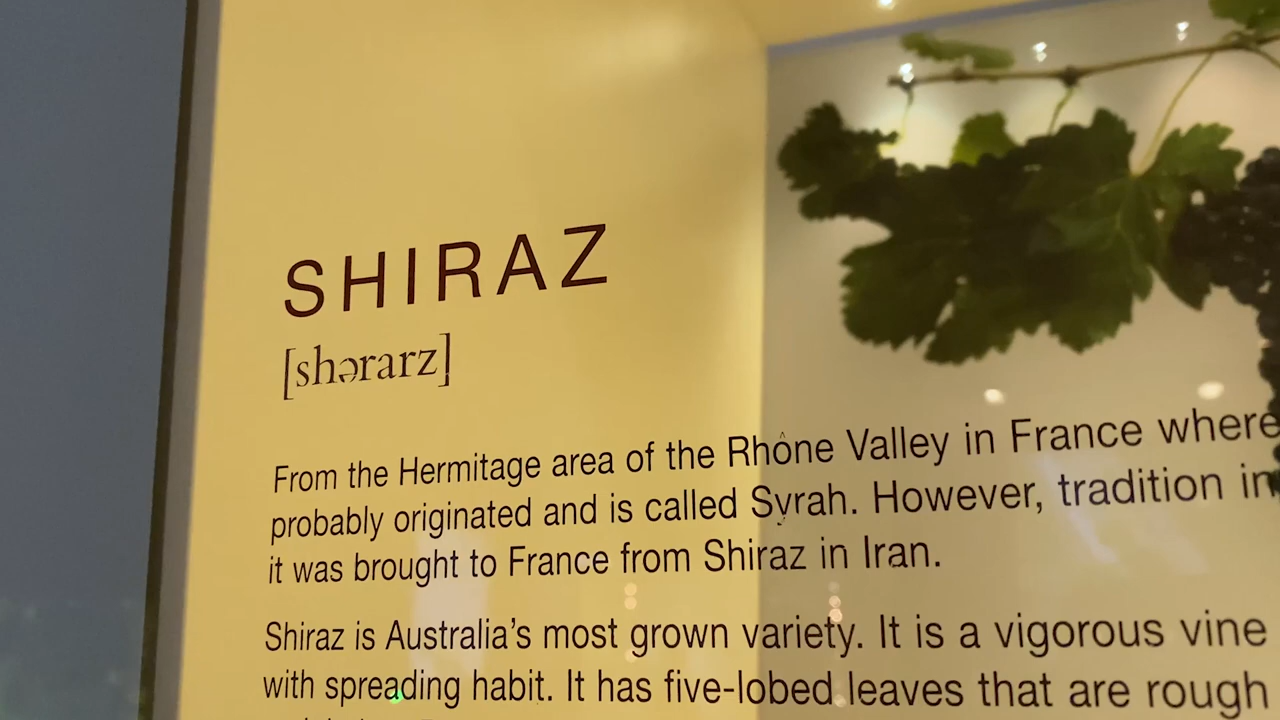 SHIRAZ
[shərarz]
From the Hermitage area of the Rhône Valley in France where
probably originated and is called Syrah. However, tradition in
it was brought to France from Shiraz in Iran.
Shiraz is Australia's most grown variety. It is a vigorous vine
with spreading habit. It has five-lobed leaves that are rough